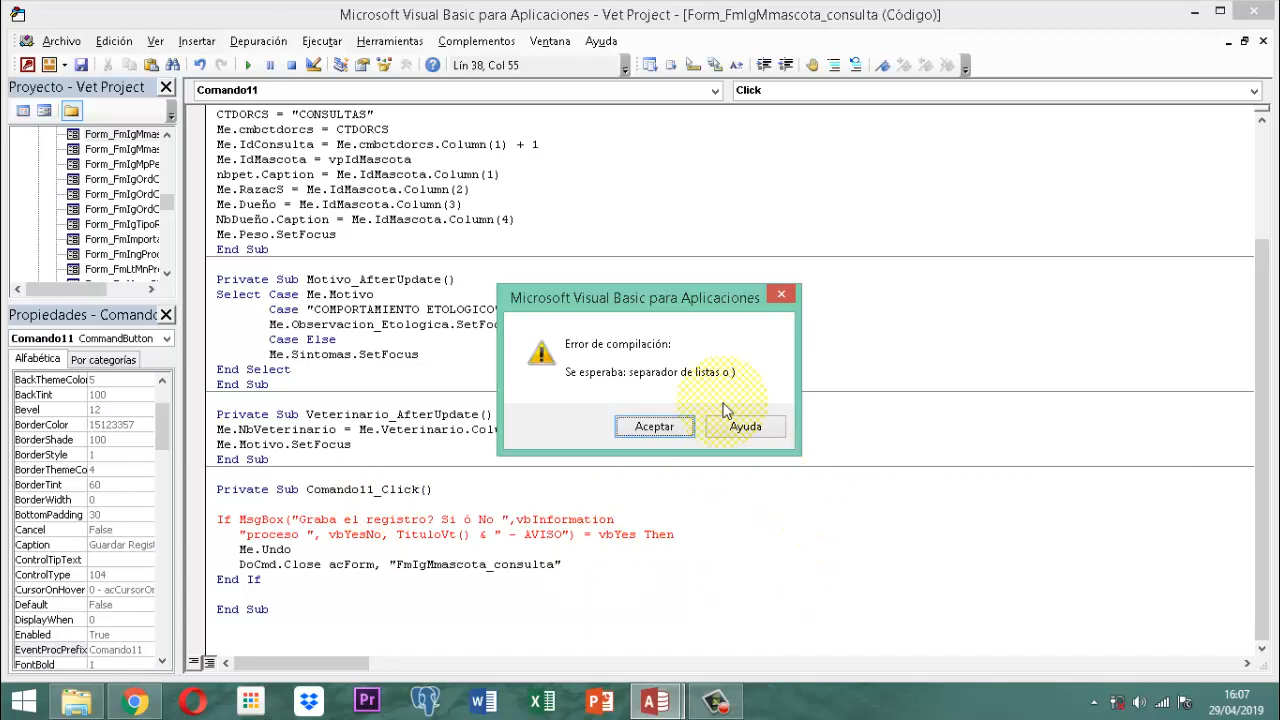 Microsoft Visual Basic para Aplicaciones - Vet Project - [Form_FmIgMmascota_consulta (Código)]
Archivo Edición Ver Insertar Formato Depuración Ejecutar Herramientas Complementos Ventana Ayuda
Lín 38, Col 55
Proyecto - Vet Project
Comando11
Click
Form_FmIgMmas
Form_FmIgMmas
Form_FmIgMpPe
Form_FmIgOrdC
Form_FmIgOrdC
Form_FmIgOrdC
Form_FmIgTipoR
Form_FmImporta
Form_FmIngProc
Form_FmLtMnPr
Propiedades - Comando
Comando11 CommandButton
Alfabética Por categorías
BackThemeColor 5
BackTint 100
Bevel 12
BorderColor 15123357
BorderShade 100
BorderStyle 1
BorderThemeCo 4
BorderTint 60
BorderWidth 0
BottomPadding 30
Cancel False
Caption Guardar Regist
ControlTipText
ControlType 104
CursorOnHover 0 - acCursorOn
Default False
DisplayWhen 0
Enabled True
EventProcPrefix Comando11
FontBold 1
CTDORCS = "CONSULTAS"
Me.cmbctdorcs = CTDORCS
Me.IdConsulta = Me.cmbctdorcs.Column(1) + 1
Me.IdMascota = vpIdMascota
nbpet.Caption = Me.IdMascota.Column(1)
Me.RazacS = Me.IdMascota.Column(2)
Me.Dueño = Me.IdMascota.Column(3)
NbDueño.Caption = Me.IdMascota.Column(4)
Me.Peso.SetFocus
End Sub
Private Sub Motivo_AfterUpdate()
Select Case Me.Motivo
Case "COMPORTAMIENTO ETOLOGICO"
Me.Observacion_Etologica.SetFoc
Case Else
Me.Sintomas.SetFocus
End Select
End Sub
Private Sub Veterinario_AfterUpdate()
Me.NbVeterinario = Me.Veterinario.Colu
Me.Motivo.SetFocus
End Sub
Private Sub Comando11_Click()
If MsgBox("Graba el registro? Si ó No ",vbInformation
"proceso ", vbYesNo, TituloVt() & " - AVISO") = vbYes Then
Me.Undo
DoCmd.Close acForm, "FmIgMmascota_consulta"
End If
End Sub
Microsoft Visual Basic para Aplicaciones
Error de compilación:
Se esperaba: separador de listas o )
Aceptar Ayuda
Pr
16:07
29/04/2019